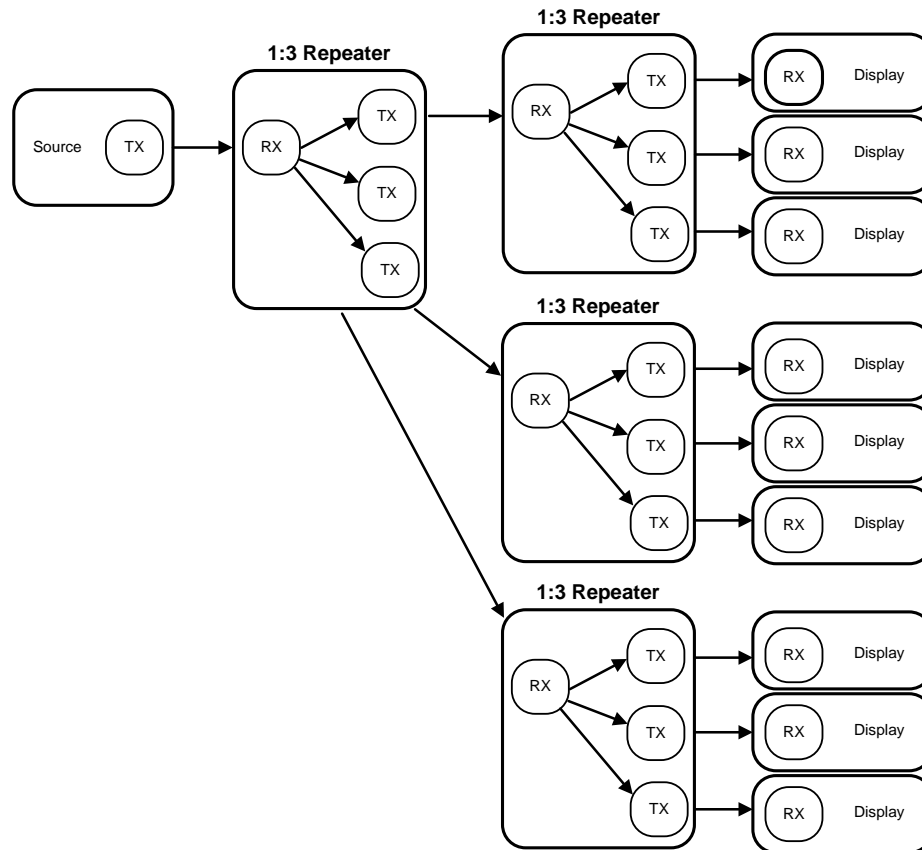 1:3 Repeater
1:3 Repeater
Source
TX
RX
TX
TX
TX
RX
TX
TX
TX
RX
Display
RX
Display
RX
Display
1:3 Repeater
RX
TX
TX
TX
RX
Display
RX
Display
RX
Display
1:3 Repeater
RX
TX
TX
TX
RX
Display
RX
Display
RX
Display